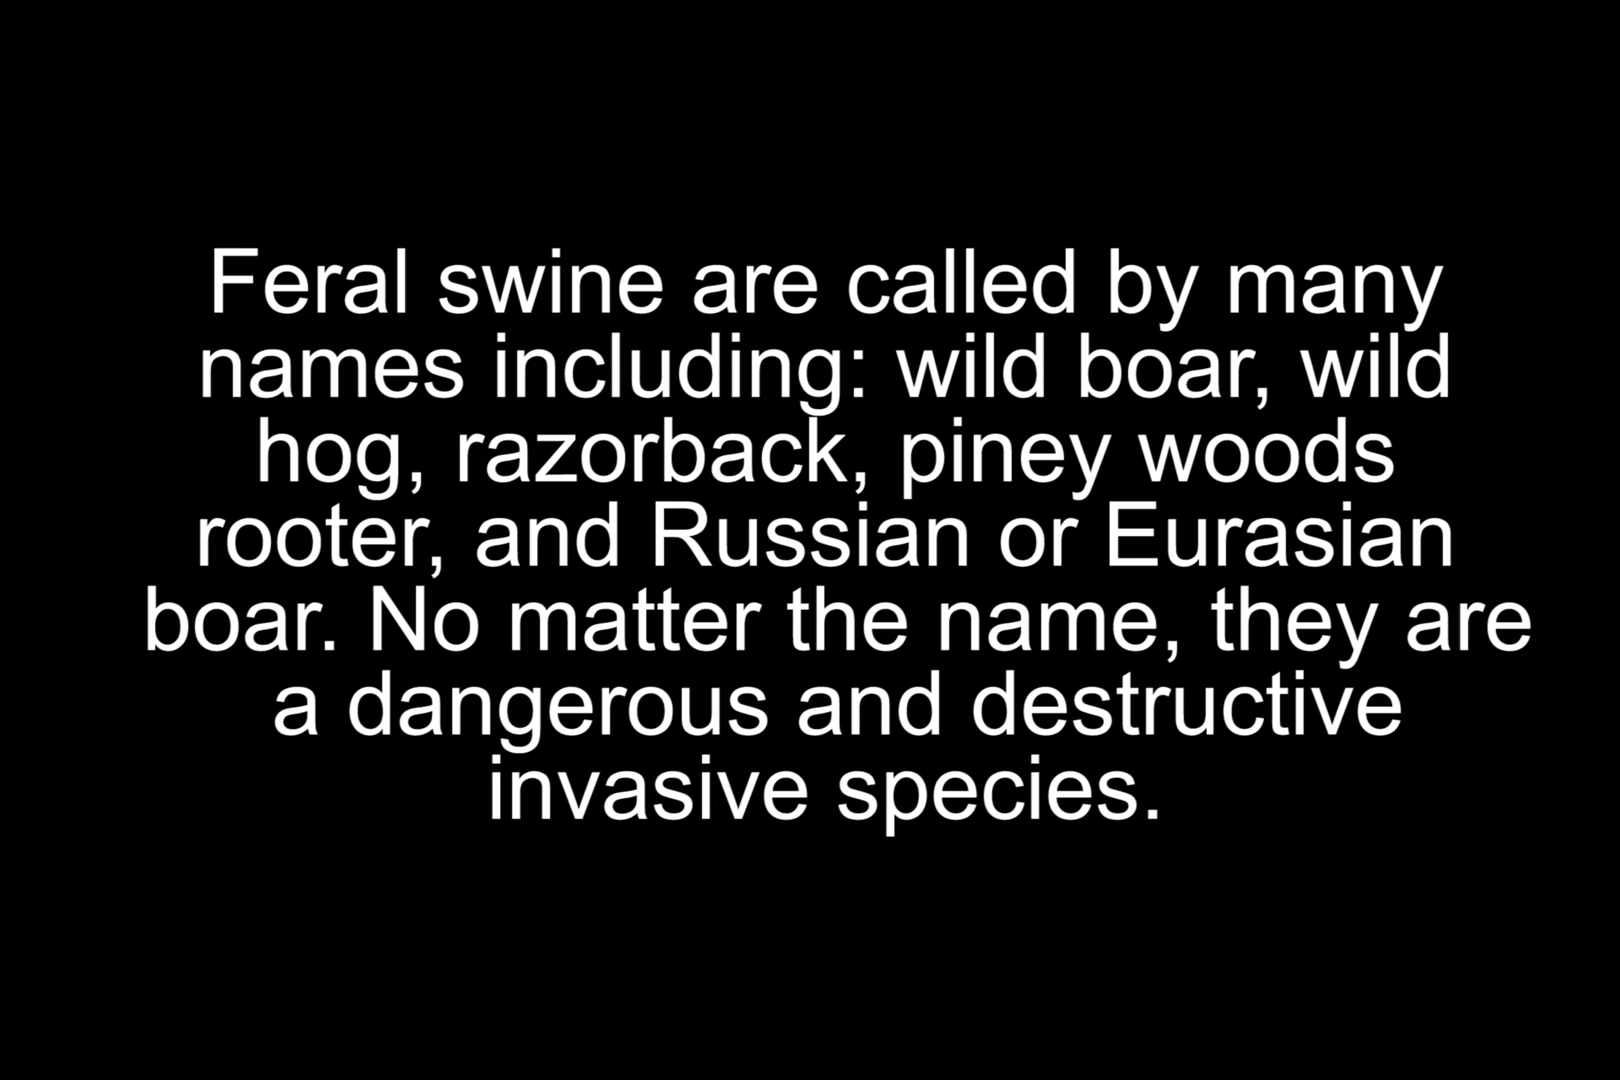 Feral swine are called by many
names including: wild boar, wild
hog, razorback, piney woods
rooter, and Russian or Eurasian
boar. No matter the name, they are
a dangerous and destructive
invasive species.